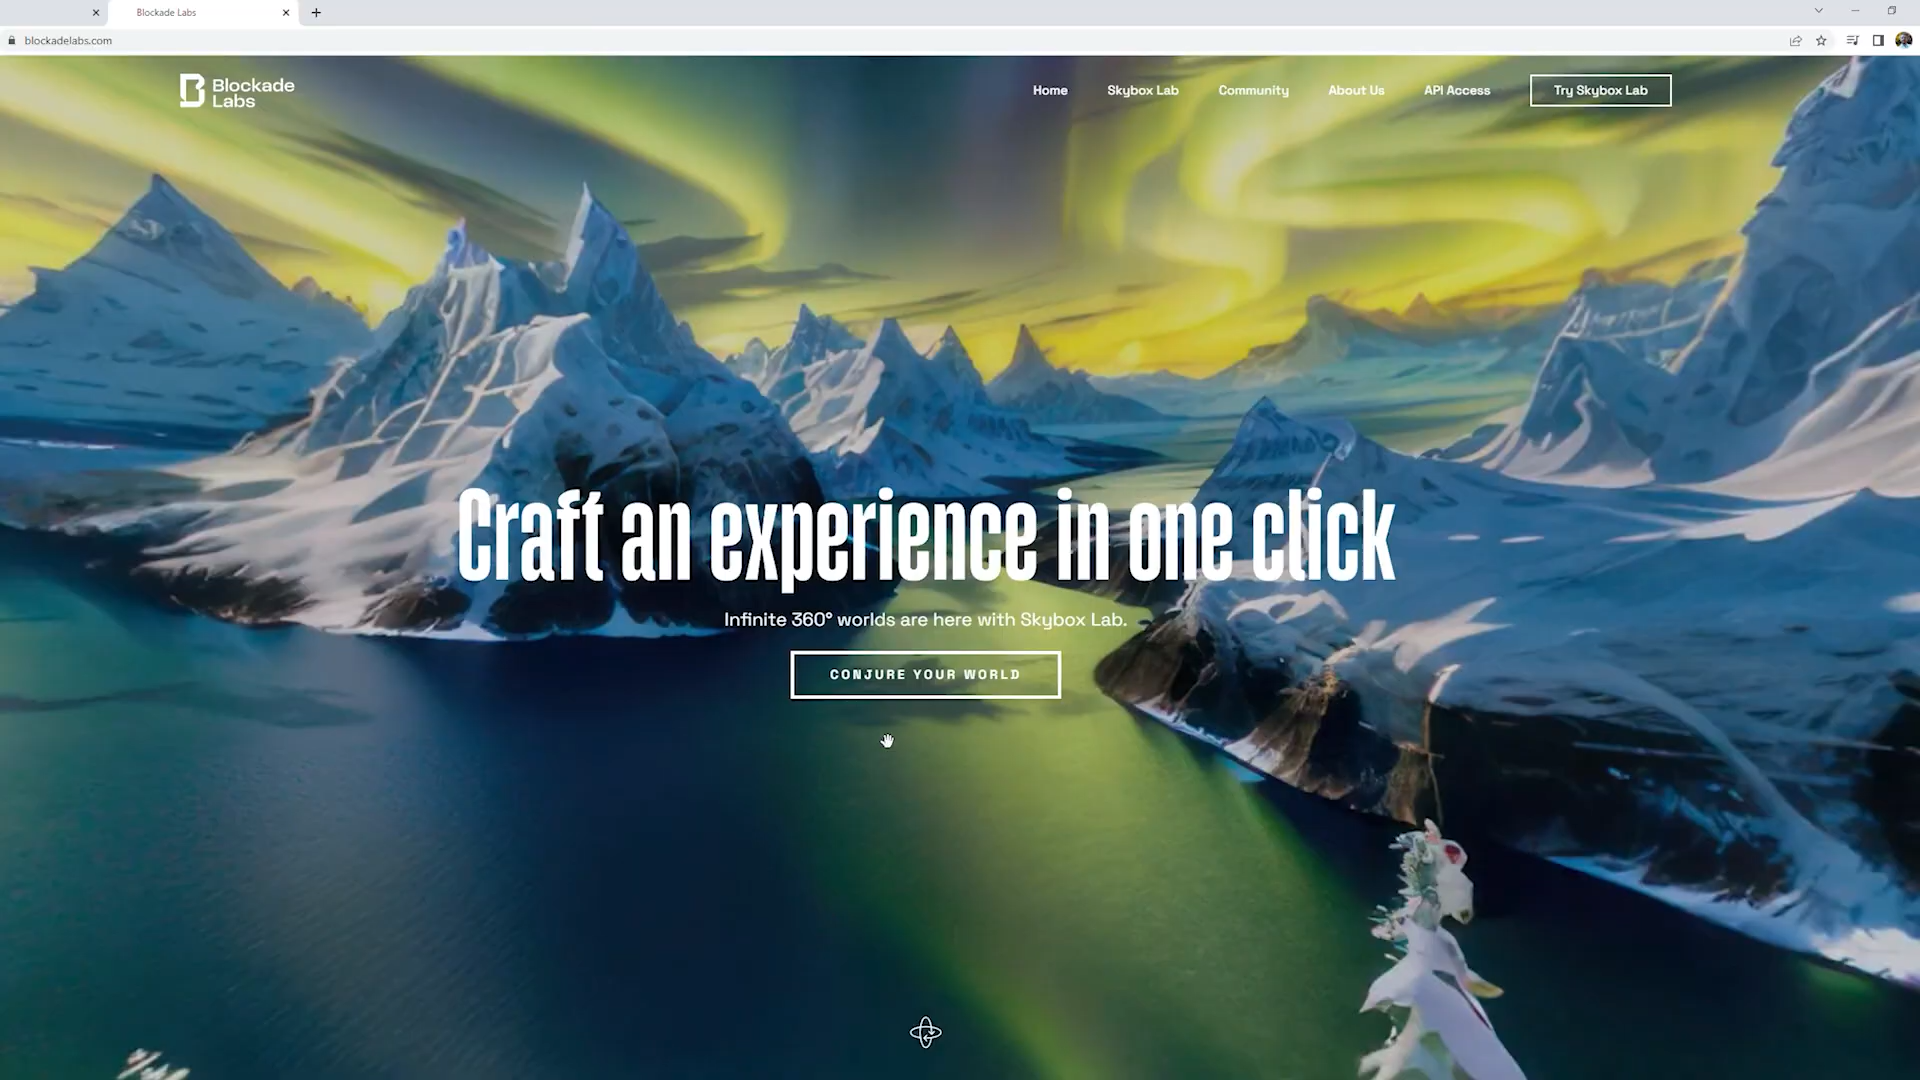 Blockade Labs
blockadelabs.com
Blockade
Labs
Home Skybox Lab Community About Us API Access Try Skybox Lab
Craft an experience in one click
Infinite 360° worlds are here with Skybox Lab.
CONJURE YOUR WORLD